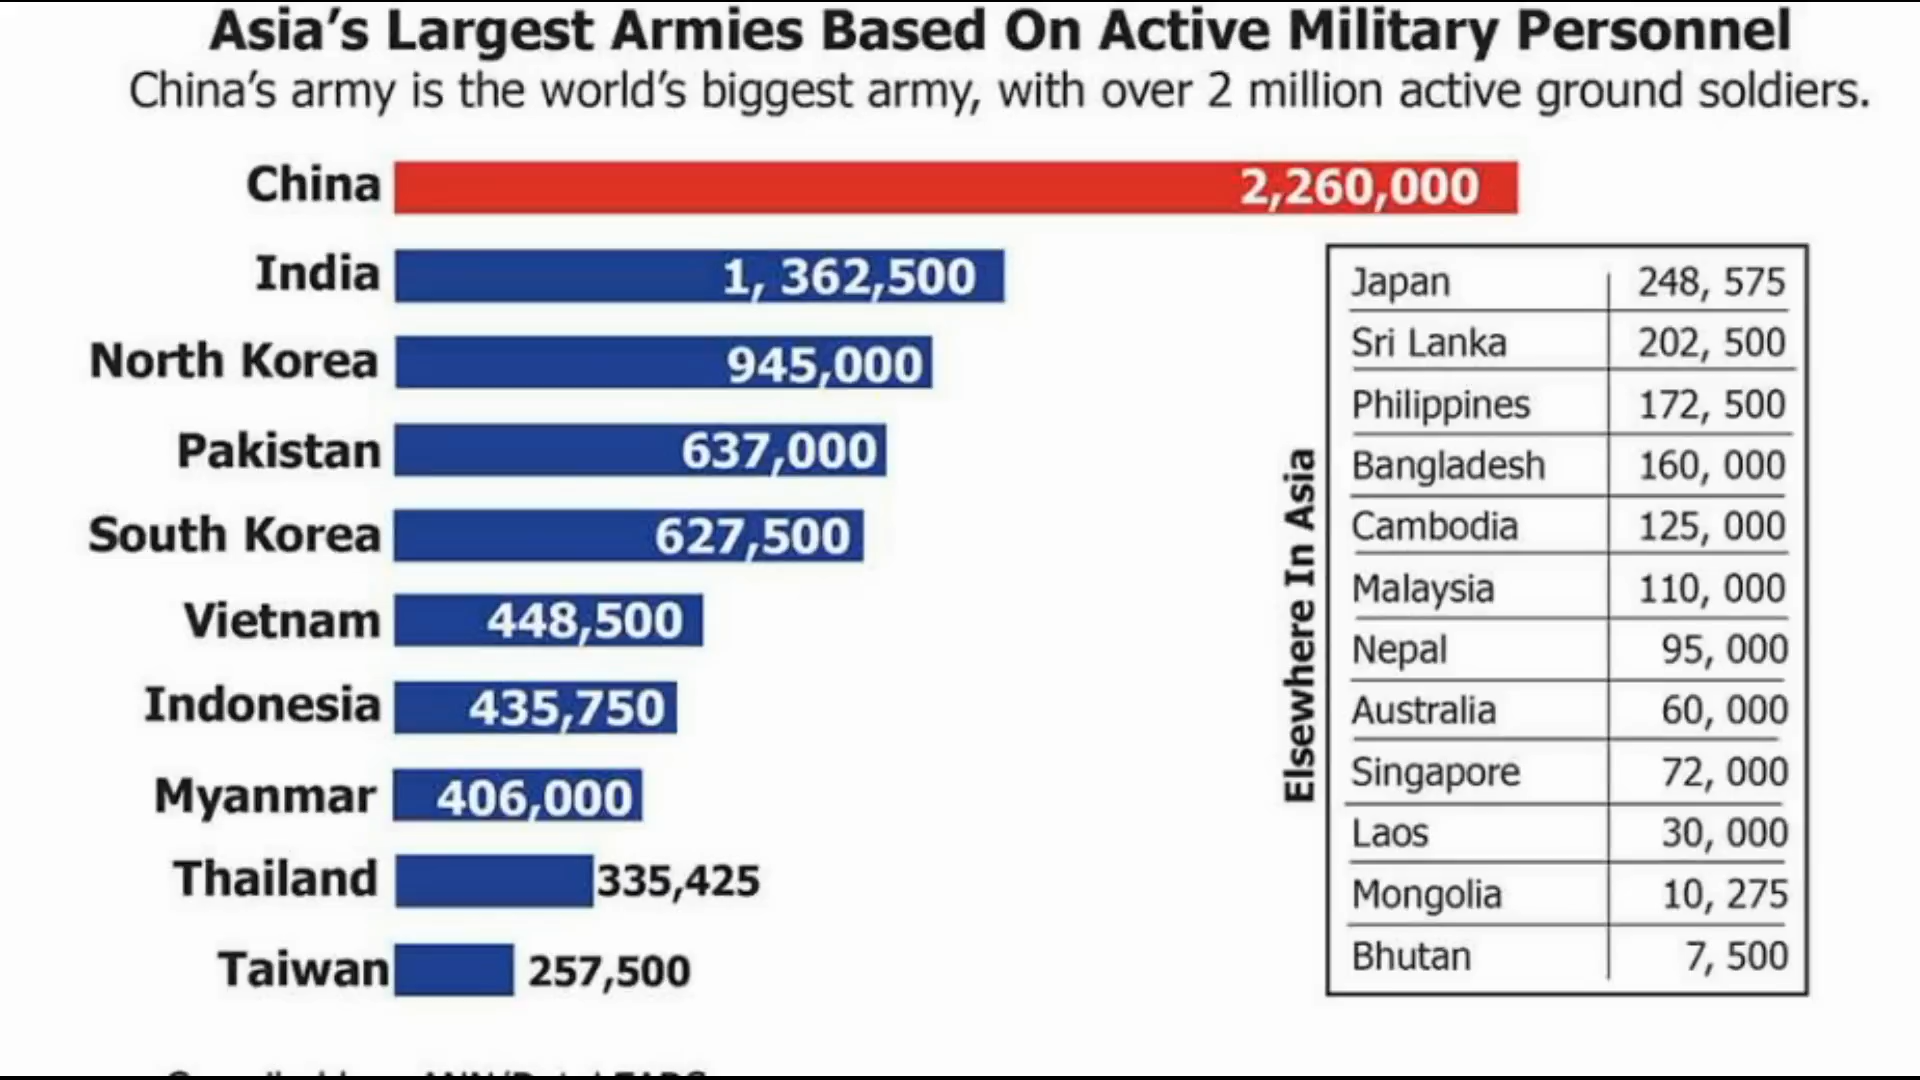 Asia's Largest Armies Based On Active Military Personnel
China's army is the world's biggest army, with over 2 million active ground soldiers.
China 2,260,000
India 1, 362,500
North Korea 945,000
Pakistan 637,000
South Korea 627,500
Vietnam 448,500
Indonesia 435,750
Myanmar 406,000
Thailand 335,425
Taiwan 257,500
Elsewhere In Asia
Japan 248, 575
Sri Lanka 202, 500
Philippines 172, 500
Bangladesh 160, 000
Cambodia 125, 000
Malaysia 110, 000
Nepal 95, 000
Australia 60, 000
Singapore 72, 000
Laos 30, 000
Mongolia 10, 275
Bhutan 7, 500